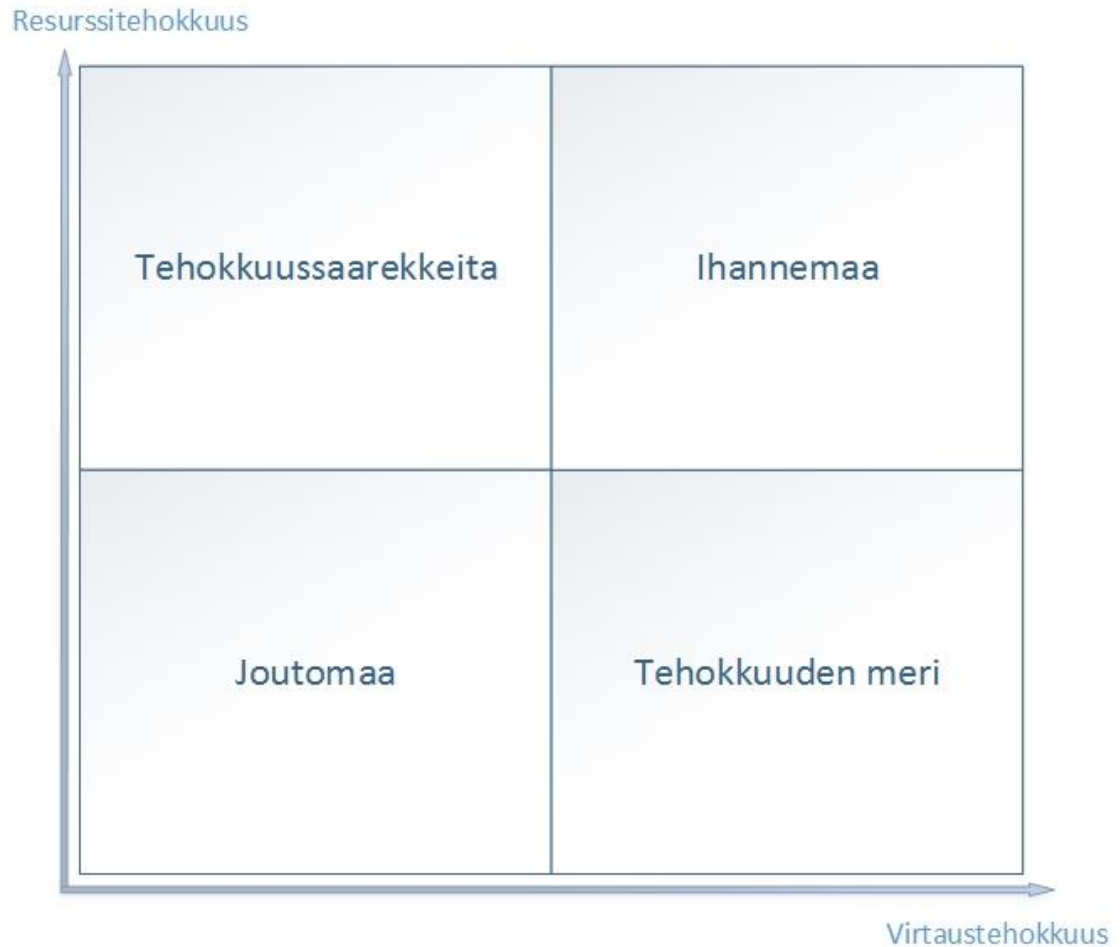 Resurssitehokkuus
Tehokkuussaarekkeita
Ihannemaa
Joutomaa
Tehokkuuden meri
Virtaustehokkuus